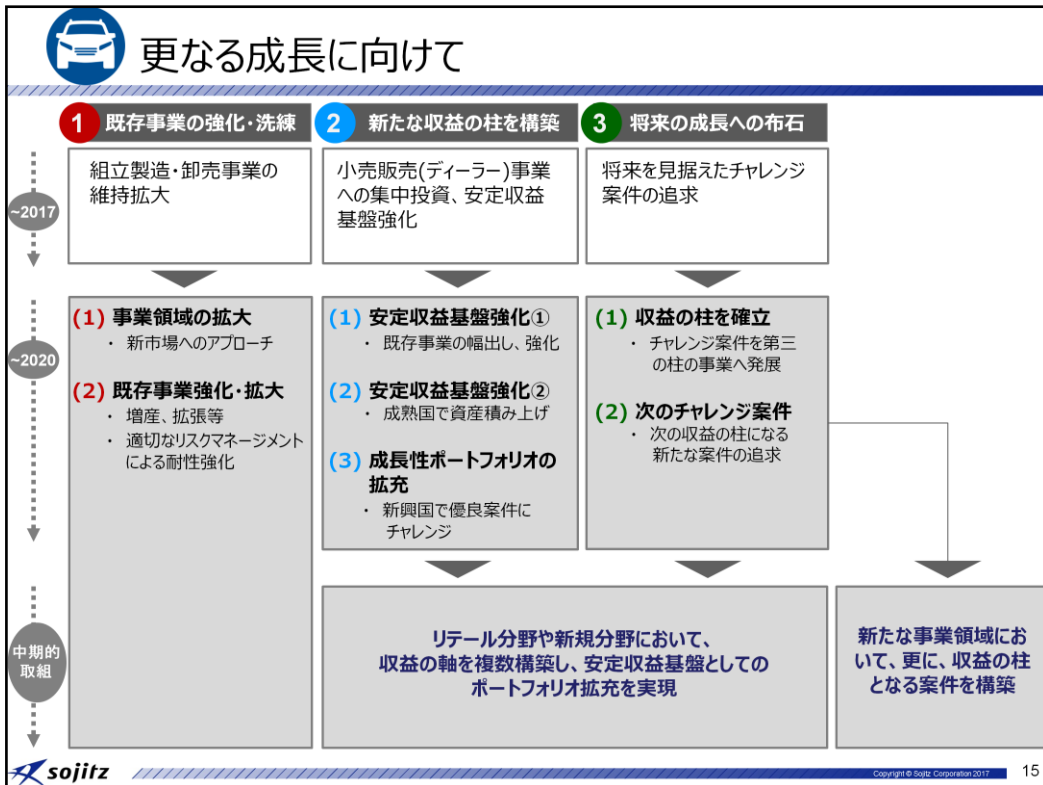 更なる成長に向けて
1 既存事業の強化・洗練
2 新たな収益の柱を構築
3 将来の成長への布石
~2017
組立製造・卸売事業の
維持拡大
小売販売(ディーラー)事業
への集中投資、安定収益
基盤強化
将来を見据えたチャレンジ
案件の追求
~2020
(1) 事業領域の拡大
・ 新市場へのアプローチ
(2) 既存事業強化・拡大
・ 増産、拡張等
・ 適切なリスクマネージメント
による耐性強化
(1) 安定収益基盤強化①
・ 既存事業の幅出し、強化
(2) 安定収益基盤強化②
・ 成熟国で資産積み上げ
(3) 成長性ポートフォリオの
拡充
・ 新興国で優良案件に
チャレンジ
(1) 収益の柱を確立
・ チャレンジ案件を第三
の柱の事業へ発展
(2) 次のチャレンジ案件
・ 次の収益の柱になる
新たな案件の追求
中期的
取組
リテール分野や新規分野において、
収益の軸を複数構築し、安定収益基盤としての
ポートフォリオ拡充を実現
新たな事業領域にお
いて、更に、収益の柱
となる案件を構築
sojitz
Copyright © Sojitz Corporation 2017
15